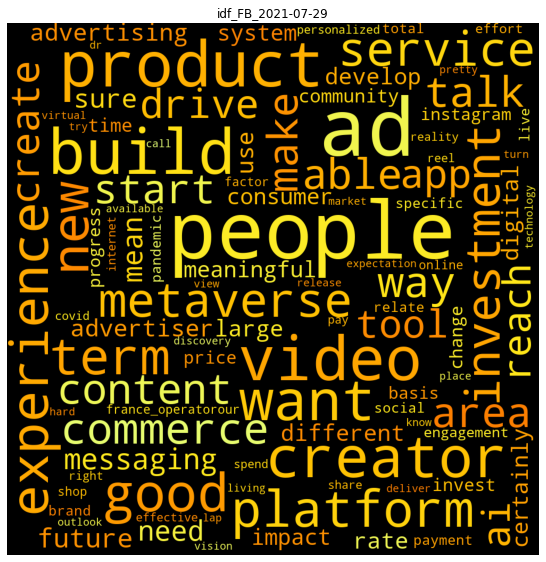 idf_FB_2021-07-29
advertising
system
personalized
total
effort
dr
pretty
product
service
develop
talk
create
sure
drive
community
instagram
virtual
try
time
make
call
use
reality
live
ad
build
able
app
reel
turn
start
factor
consumer
market
specific
new
progress
mean
available
internet
pandemic
people
investment
digital
technology
meaningful
expectation
online
way
reach
view
release
metaverse
tool
relate
covid
advertiser
large
pay
change
experience
discovery
place
term
price
video
basis
content
want
area
hard
france_operator
our
social
know
commerce
different
engagement
messaging
creator
right
spend
invest
certainly
shop
good
living
share
deliver
brand
platform
ai
outlook
effective
lap
future
need
impact
rate
payment
vision